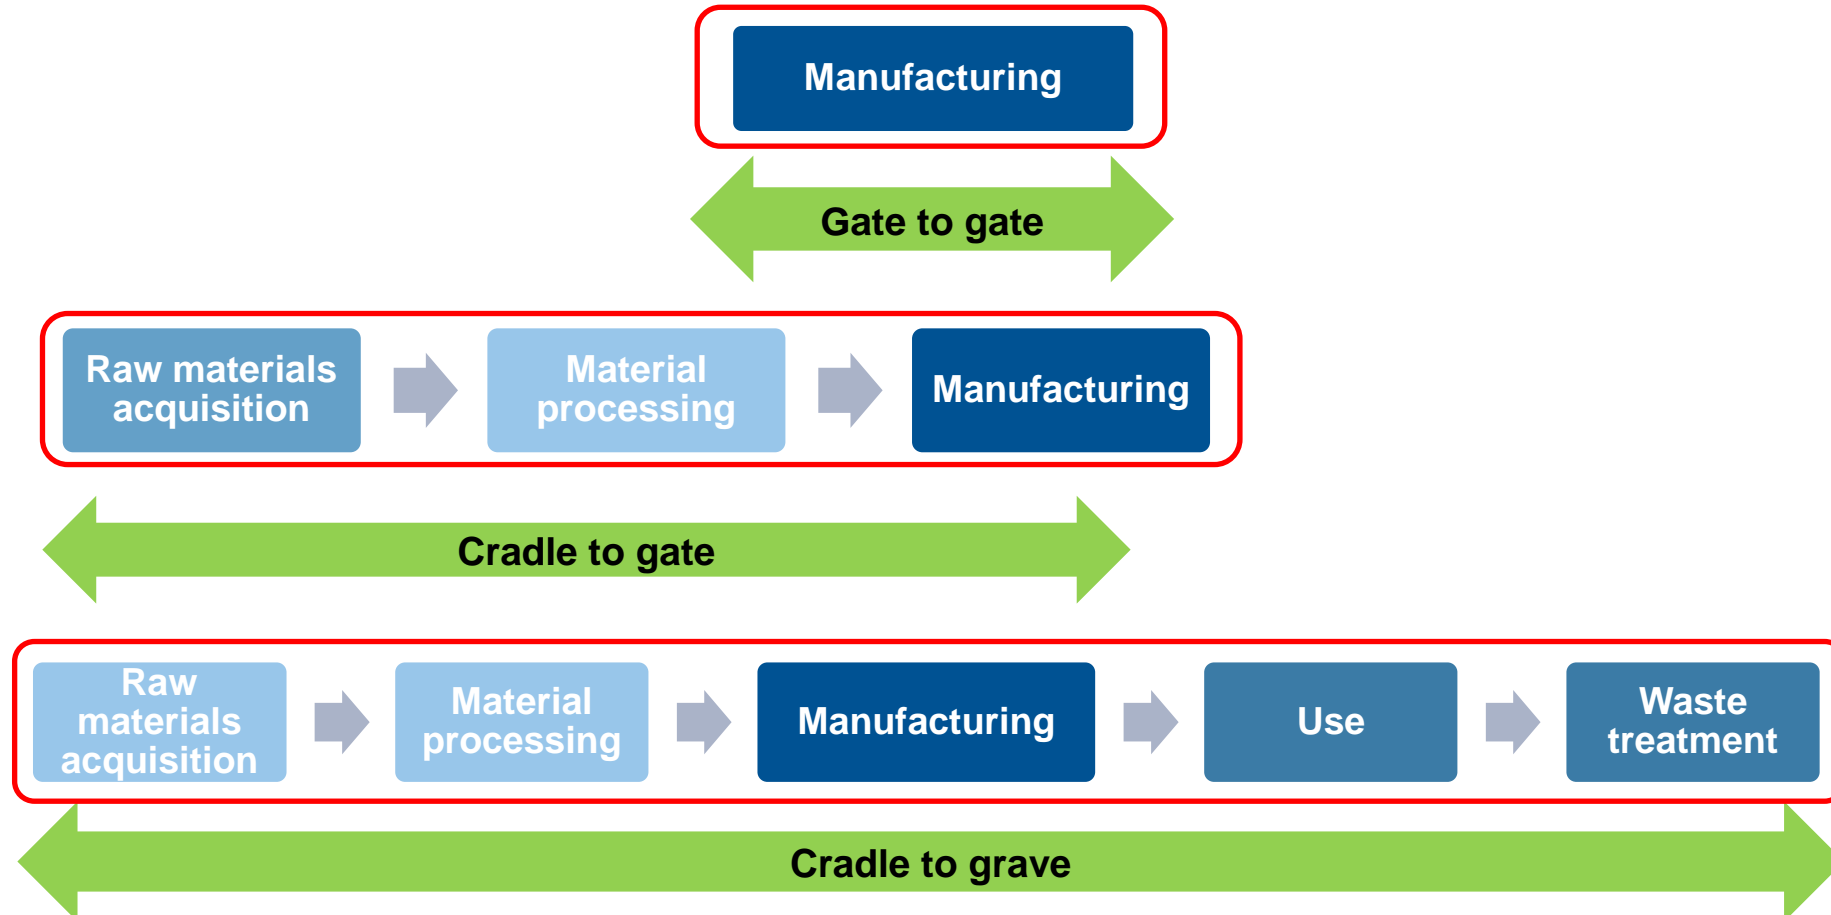 Manufacturing
Gate to gate
Raw materials
acquisition
Material
processing
Manufacturing
Cradle to gate
Raw
materials
acquisition
Material
processing
Manufacturing
Use
Waste
treatment
Cradle to grave